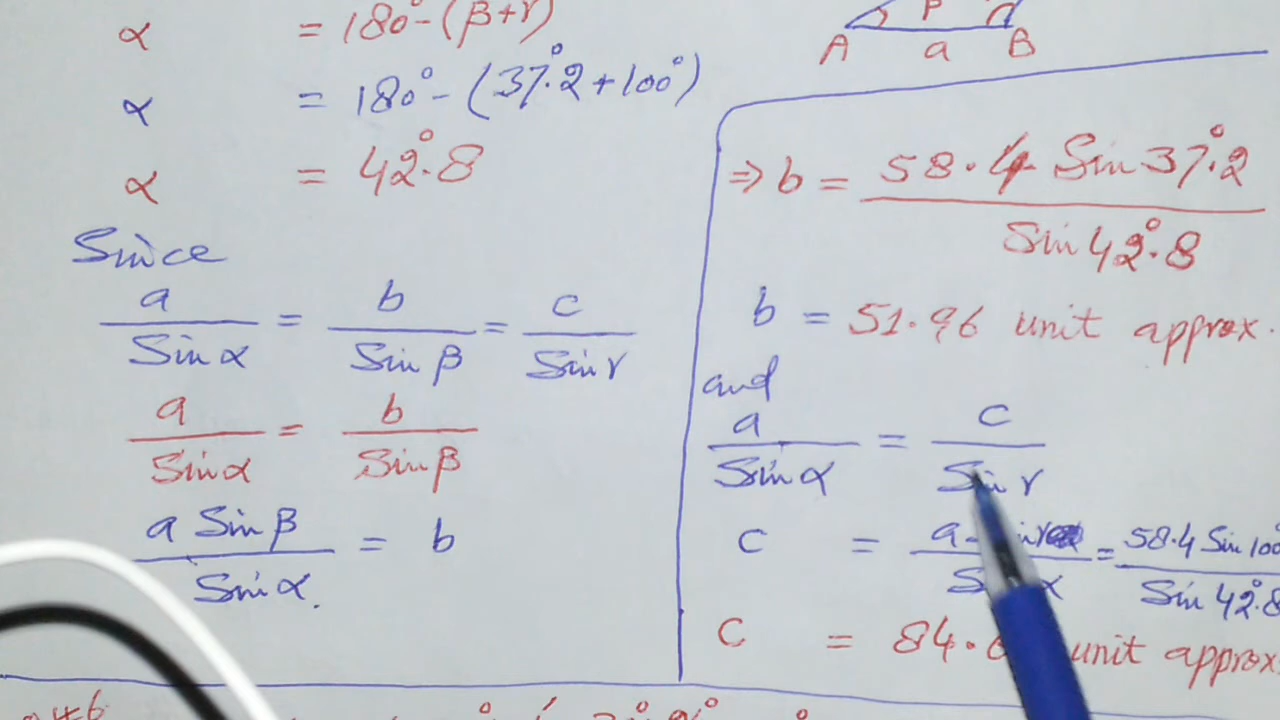 α = 180° - (β+γ)
α = 180° - (37°.2 + 100°)
α = 42°.8
Since
a/Sin α = b/Sin β = c/Sin γ
a/Sin α = b/Sin β
a Sin β/Sin α. = b
A a B
⇒ b = 58.4 Sin 37°.2/Sin 42°.8
b = 51.96 unit approx.
and
a/Sin α = c/Sin γ
c = = 58.4 Sin 100/Sin 42°.8
C = unit approx